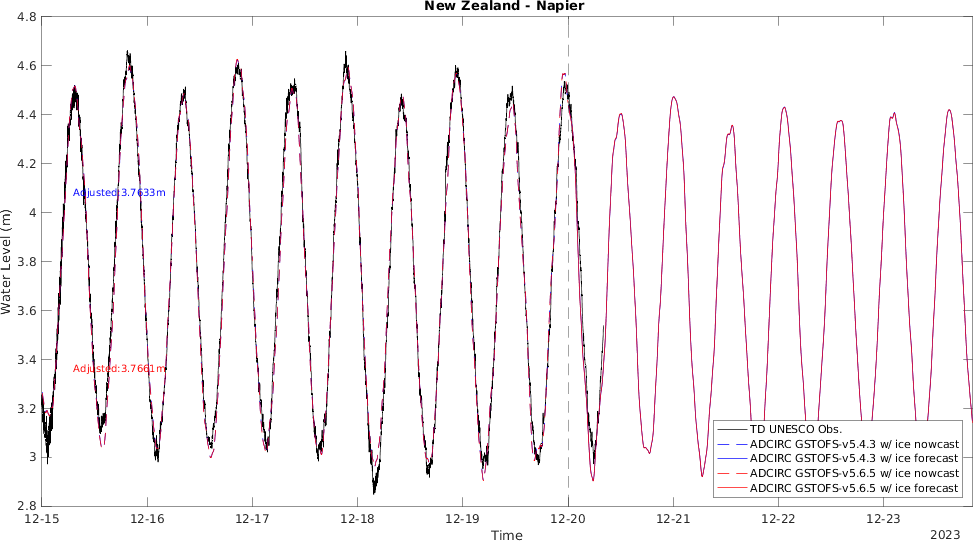 New Zealand - Napier
4.8
4.6
4.4
4.2
4
3.8
3.6
3.4
3.2
3
2.8
Water Level (m)
Adjusted:3.7633m
Adjusted:3.7661m
TD UNESCO Obs.
ADCIRC GSTOFS-v5.4.3 w/ ice nowcast
ADCIRC GSTOFS-v5.4.3 w/ ice forecast
ADCIRC GSTOFS-v5.6.5 w/ ice nowcast
ADCIRC GSTOFS-v5.6.5 w/ ice forecast
12-15 12-16 12-17 12-18 12-19 12-20 12-21 12-22 12-23
Time
2023